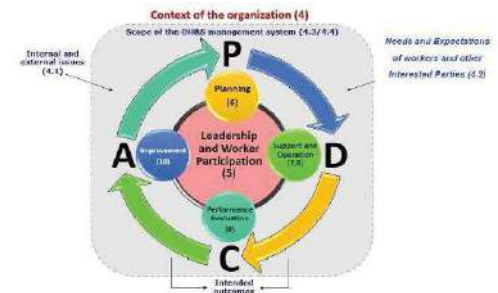 Context of the organization (4)
Scope of the OH&S management system (4.3/4.4)
Internal and
external issues
(4.1)
Needs and Expectations
of workers and other
Interested Parties (4.2)
P
Planning
(6)
A
Improvement
(10)
Leadership
and Worker
Participation
(5)
Support and
Operation
(7,8)
D
Performance
Evaluation
(9)
C
Intended
outcomes